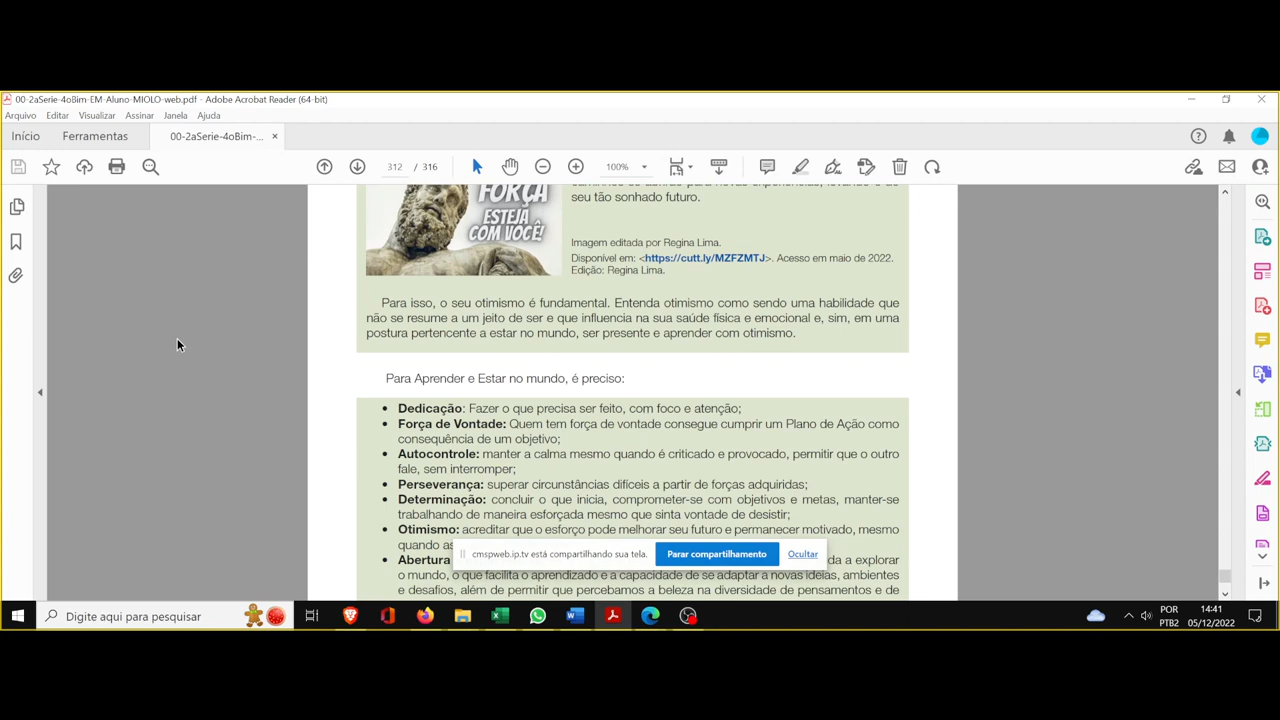 00-2aSerie-4oBim-EM-Aluno-MIOLO-web.pdf - Adobe Acrobat Reader (64-bit)
Arquivo Editar Visualizar Assinar Janela Ajuda
Início Ferramentas 00-2aSerie-4oBim-... ×
312 / 316 100%
seu tão sonhado futuro.
FORÇA
ESTEJA
COM VOCÊ!
Imagem editada por Regina Lima.
Disponível em: <https://cutt.ly/MZFZMTJ>. Acesso em maio de 2022.
Edição: Regina Lima.
Para isso, o seu otimismo é fundamental. Entenda otimismo como sendo uma habilidade que
não se resume a um jeito de ser e que influencia na sua saúde física e emocional e, sim, em uma
postura pertencente a estar no mundo, ser presente e aprender com otimismo.
Para Aprender e Estar no mundo, é preciso:
• Dedicação: Fazer o que precisa ser feito, com foco e atenção;
• Força de Vontade: Quem tem força de vontade consegue cumprir um Plano de Ação como
consequência de um objetivo;
• Autocontrole: manter a calma mesmo quando é criticado e provocado, permitir que o outro
fale, sem interromper;
• Perseverança: superar circunstâncias difíceis a partir de forças adquiridas;
• Determinação: concluir o que inicia, comprometer-se com objetivos e metas, manter-se
trabalhando de maneira esforçada mesmo que sinta vontade de desistir;
• Otimismo: acreditar que o esforço pode melhorar seu futuro e permanecer motivado, mesmo
quando as
cmspweb.ip.tv está compartilhando sua tela. Parar compartilhamento Ocultar
• Abertura da a explorar
o mundo, o que facilita o aprendizado e a capacidade de se adaptar a novas ideias, ambientes
e desafios, além de permitir que percebamos a beleza na diversidade de pensamentos e de
Digite aqui para pesquisar
POR
PTB2
14:41
05/12/2022